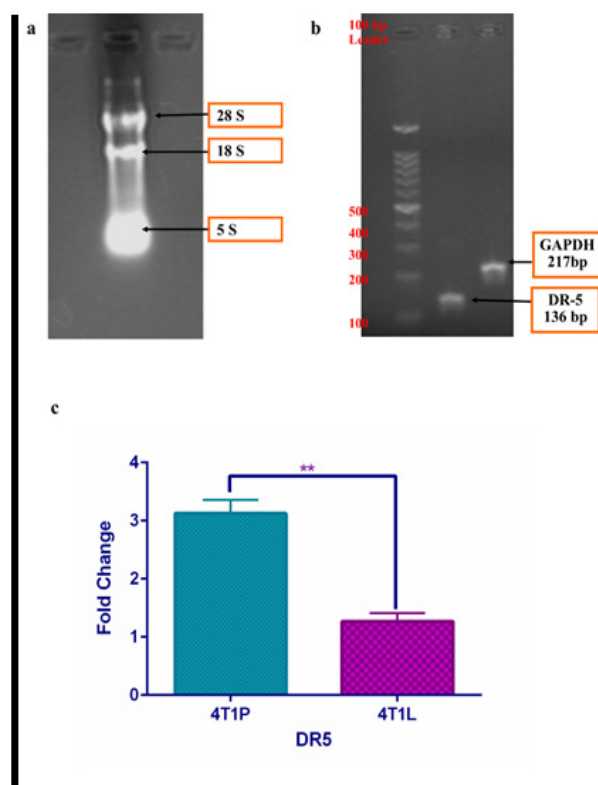 a
28 S
18 S
5 S
b
100 bp
Leader
500
400
300
200
100
GAPDH
217bp
DR-5
136 bp
c
**
4
3
2
1
0
Fold Change
4T1P
4T1L
DR5